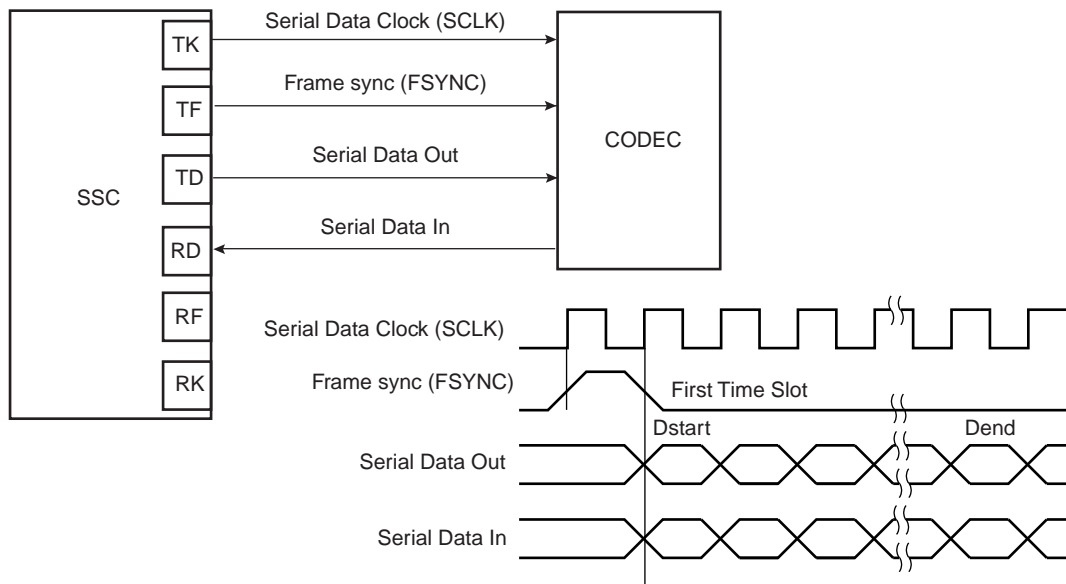 Serial Data Clock (SCLK)
TK
Frame sync (FSYNC)
TF
CODEC
Serial Data Out
TD
SSC
Serial Data In
RD
RF
Serial Data Clock (SCLK)
RK
Frame sync (FSYNC)
First Time Slot
Dstart
Dend
Serial Data Out
Serial Data In